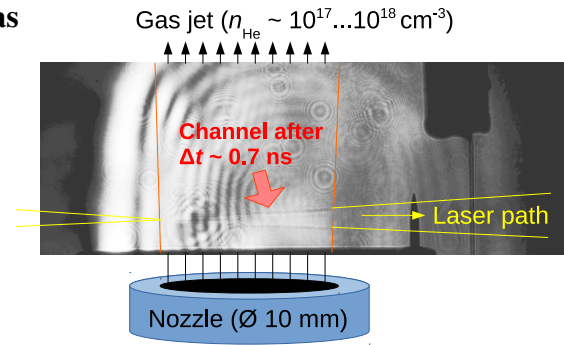 as
Gas jet (n_He ~ 10^17...10^18 cm^-3)
Channel after
Δt ~ 0.7 ns
Laser path
Nozzle (Ø 10 mm)